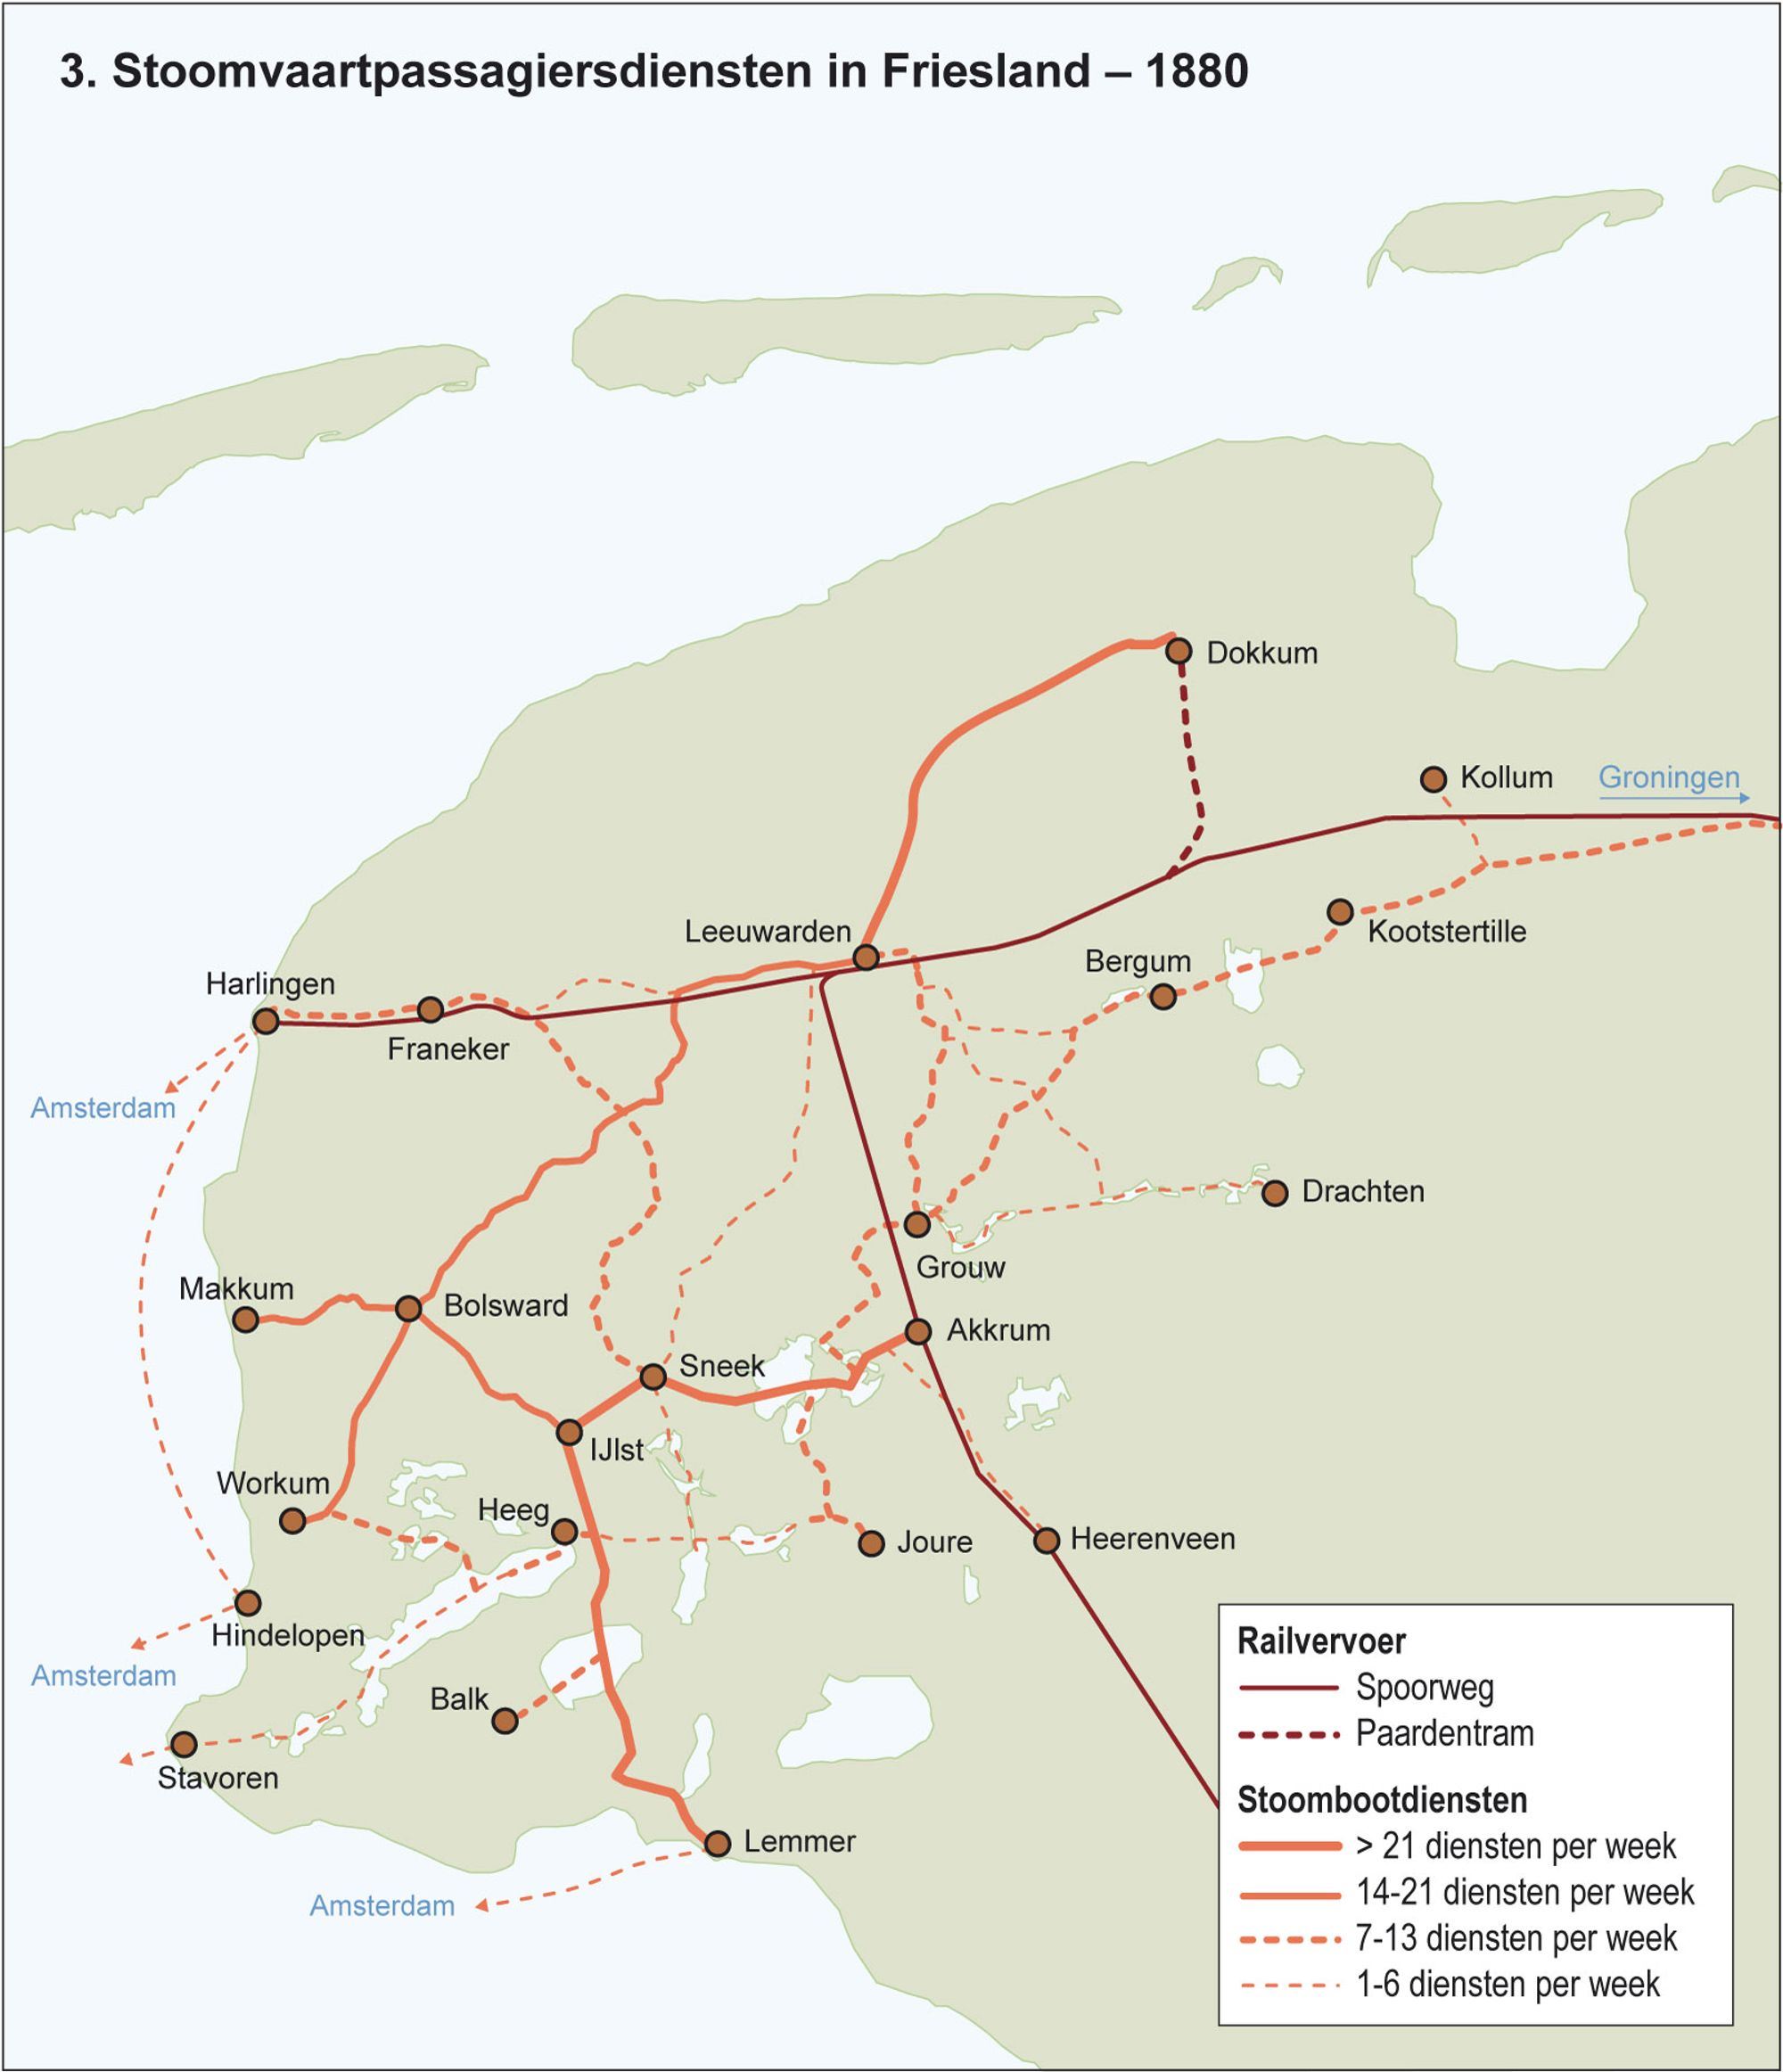 3. Stoomvaartpassagiersdiensten in Friesland – 1880
Dokkum
Kollum
Groningen
Leeuwarden
Kootstertille
Bergum
Harlingen
Franeker
Amsterdam
Drachten
Grouw
Makkum
Bolsward
Akkrum
Sneek
IJlst
Workum
Heeg
Joure
Heerenveen
Hindelopen
Amsterdam
Balk
Stavoren
Lemmer
Amsterdam
Railvervoer
Spoorweg
Paardentram
Stoombootdiensten
> 21 diensten per week
14-21 diensten per week
7-13 diensten per week
1-6 diensten per week